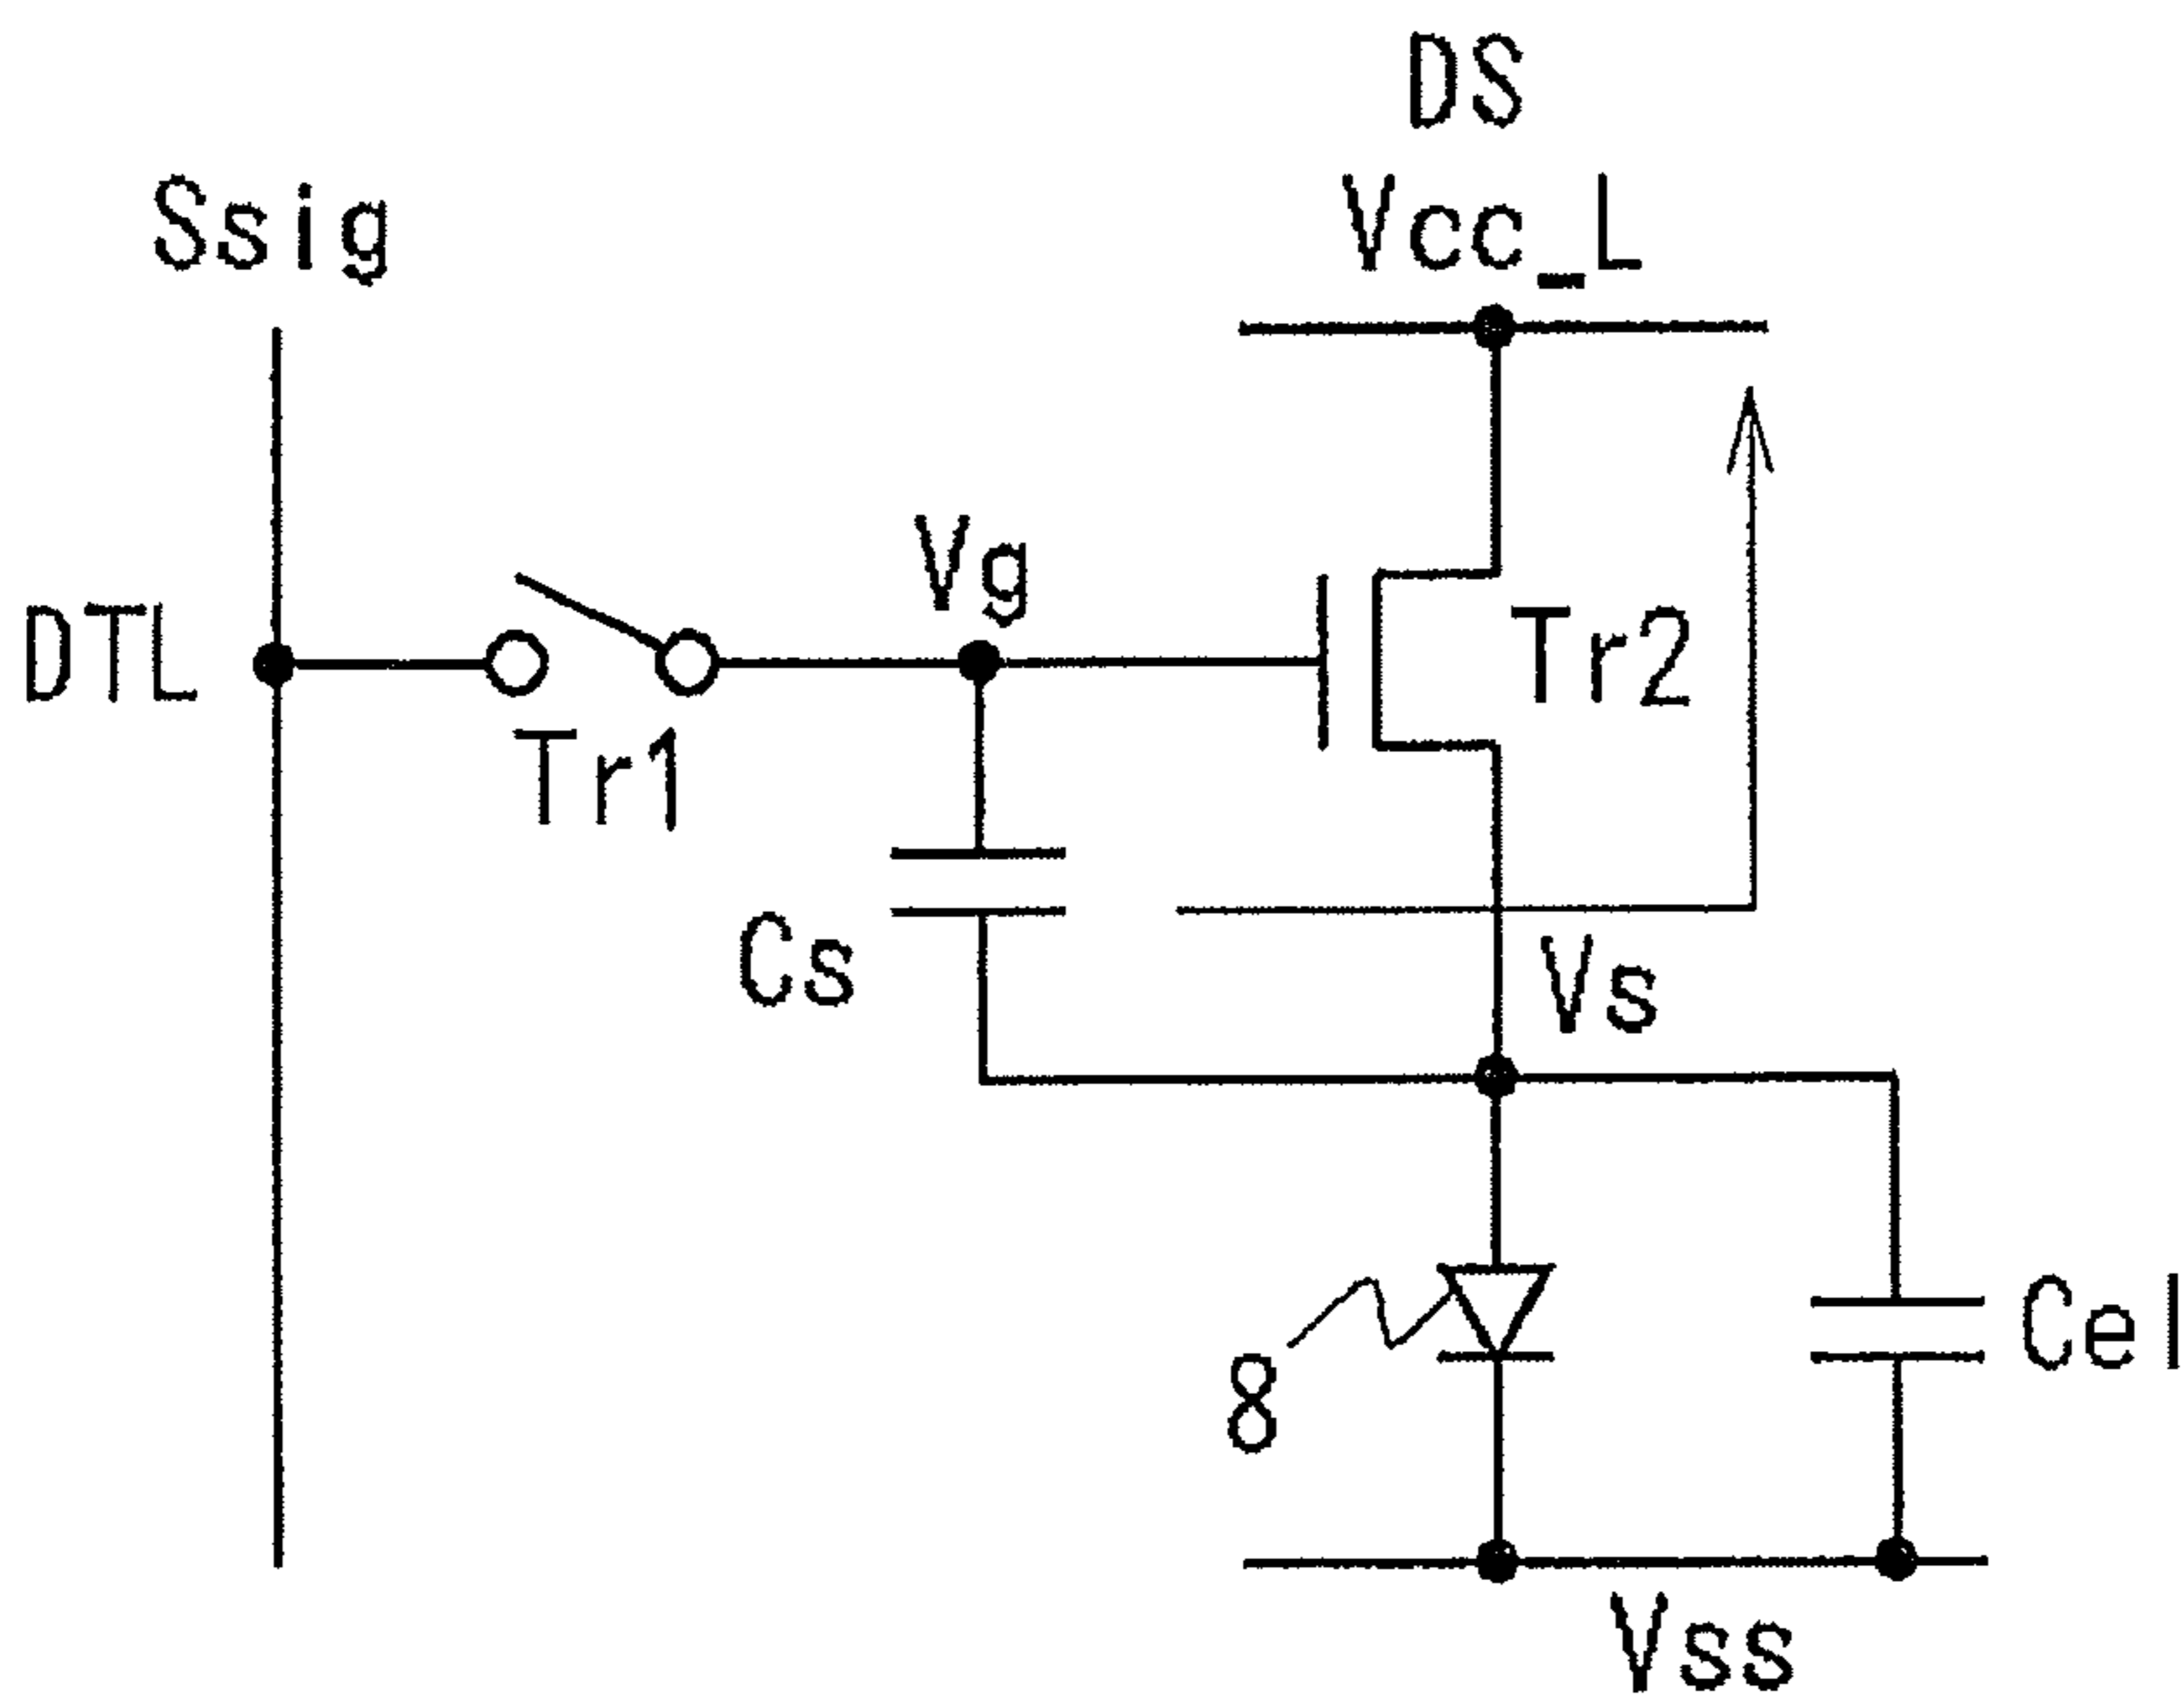 DS
Ssig
Vcc_L
Vg
DTL
Tr2
Tr1
Cs
Vs
Cel
8
Vss